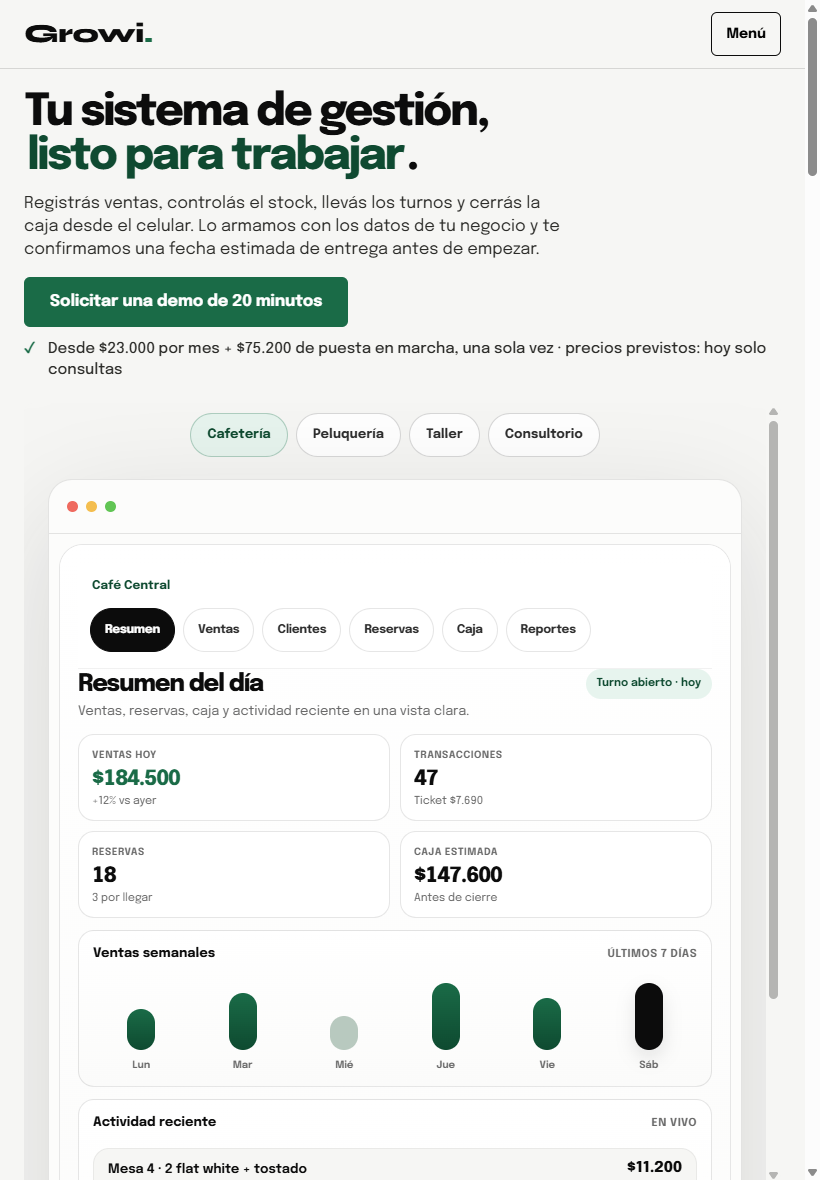 Growi.
Menú
Tu sistema de gestión,
listo para trabajar.
Registrás ventas, controlás el stock, llevás los turnos y cerrás la
caja desde el celular. Lo armamos con los datos de tu negocio y te
confirmamos una fecha estimada de entrega antes de empezar.
Solicitar una demo de 20 minutos
✓ Desde $23.000 por mes + $75.200 de puesta en marcha, una sola vez · precios previstos: hoy solo
consultas
Cafetería Peluquería Taller Consultorio
Café Central
Resumen Ventas Clientes Reservas Caja Reportes
Resumen del día
Turno abierto · hoy
Ventas, reservas, caja y actividad reciente en una vista clara.
VENTAS HOY
$184.500
+12% vs ayer
TRANSACCIONES
47
Ticket $7.690
RESERVAS
18
3 por llegar
CAJA ESTIMADA
$147.600
Antes de cierre
Ventas semanales
ÚLTIMOS 7 DÍAS
Lun Mar Mié Jue Vie Sáb
Actividad reciente
EN VIVO
Mesa 4 · 2 flat white + tostado
$11.200